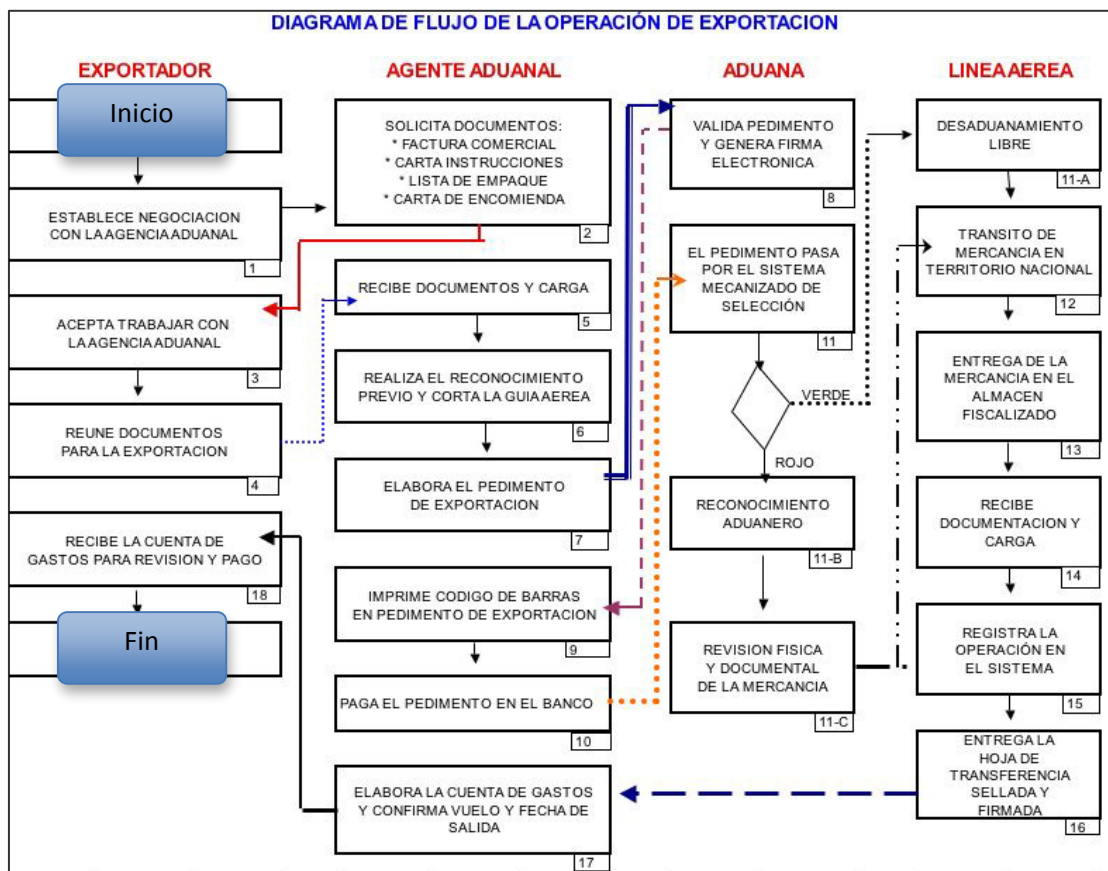 DIAGRAMA DE FLUJO DE LA OPERACIÓN DE EXPORTACION
EXPORTADOR
Inicio
ESTABLECE NEGOCIACION
CON LA AGENCIA ADUANAL
1
ACEPTA TRABAJAR CON
LA AGENCIA ADUANAL
3
REUNE DOCUMENTOS
PARA LA EXPORTACION
4
RECIBE LA CUENTA DE
GASTOS PARA REVISION Y PAGO
18
Fin
AGENTE ADUANAL
SOLICITA DOCUMENTOS:
* FACTURA COMERCIAL
* CARTA INSTRUCCIONES
* LISTA DE EMPAQUE
* CARTA DE ENCOMIENDA
2
RECIBE DOCUMENTOS Y CARGA
5
REALIZA EL RECONOCIMIENTO
PREVIO Y CORTA LA GUIA AEREA
6
ELABORA EL PEDIMENTO
DE EXPORTACION
7
IMPRIME CODIGO DE BARRAS
EN PEDIMENTO DE EXPORTACION
9
PAGA EL PEDIMENTO EN EL BANCO
10
ELABORA LA CUENTA DE GASTOS
Y CONFIRMA VUELO Y FECHA DE
SALIDA
17
ADUANA
VALIDA PEDIMENTO
Y GENERA FIRMA
ELECTRONICA
8
EL PEDIMENTO PASA
POR EL SISTEMA
MECANIZADO DE
SELECCIÓN
11
VERDE
ROJO
RECONOCIMIENTO
ADUANERO
11-B
REVISION FISICA
Y DOCUMENTAL
DE LA MERCANCIA
11-C
LINEA AEREA
DESADUANAMIENTO
LIBRE
11-A
TRANSITO DE
MERCANCIA EN
TERRITORIO NACIONAL
12
ENTREGA DE LA
MERCANCIA EN EL
ALMACEN
FISCALIZADO
13
RECIBE
DOCUMENTACION Y
CARGA
14
REGISTRA LA
OPERACIÓN EN
EL SISTEMA
15
ENTREGA LA
HOJA DE
TRANSFERENCIA
SELLADA Y
FIRMADA
16